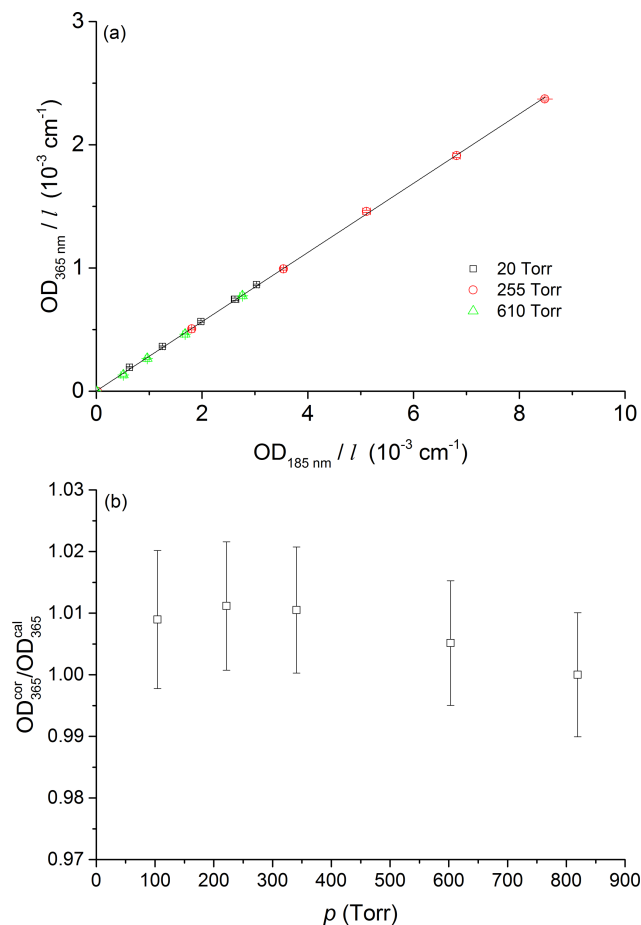 (a)
3
2
1
0
OD365 nm / l (10-3 cm-1)
20 Torr
255 Torr
610 Torr
0 2 4 6 8 10
OD185 nm / l (10-3 cm-1)
(b)
1.03
1.02
1.01
1.00
0.99
0.98
0.97
ODcor365/ODcal365
0 100 200 300 400 500 600 700 800 900
p (Torr)